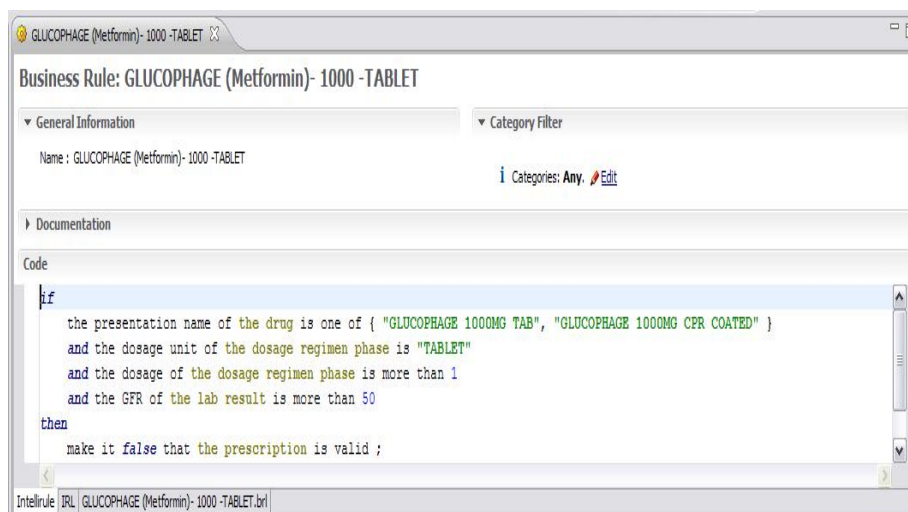 GLUCOPHAGE (Metformin)- 1000 -TABLET
Business Rule: GLUCOPHAGE (Metformin)- 1000 -TABLET
General Information
Category Filter
Name : GLUCOPHAGE (Metformin)- 1000 -TABLET
i Categories: Any. Edit
Documentation
Code
if
the presentation name of the drug is one of { "GLUCOPHAGE 1000MG TAB", "GLUCOPHAGE 1000MG CPR COATED" }
and the dosage unit of the dosage regimen phase is "TABLET"
and the dosage of the dosage regimen phase is more than 1
and the GFR of the lab result is more than 50
then
make it false that the prescription is valid ;
Intellirule IRL GLUCOPHAGE (Metformin)- 1000 -TABLET.brl